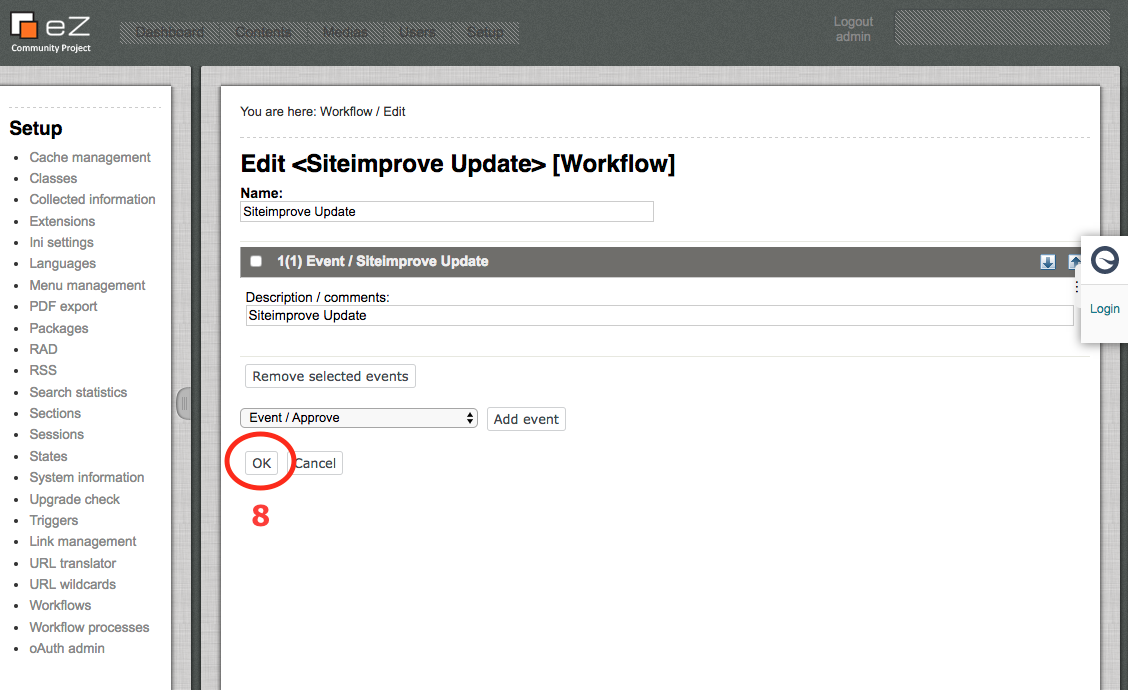 eZ
Community Project
Dashboard
Contents
Medias
Users
Setup
Logout
admin
Setup
Cache management
Classes
Collected information
Extensions
Ini settings
Languages
Menu management
PDF export
Packages
RAD
RSS
Search statistics
Sections
Sessions
States
System information
Upgrade check
Triggers
Link management
URL translator
URL wildcards
Workflows
Workflow processes
oAuth admin
You are here: Workflow / Edit
Edit <Siteimprove Update> [Workflow]
Name:
Siteimprove Update
1(1) Event / SiteImprove Update
Description / comments:
Siteimprove Update
Remove selected events
Event / Approve
Add event
OK
Cancel
8
Login